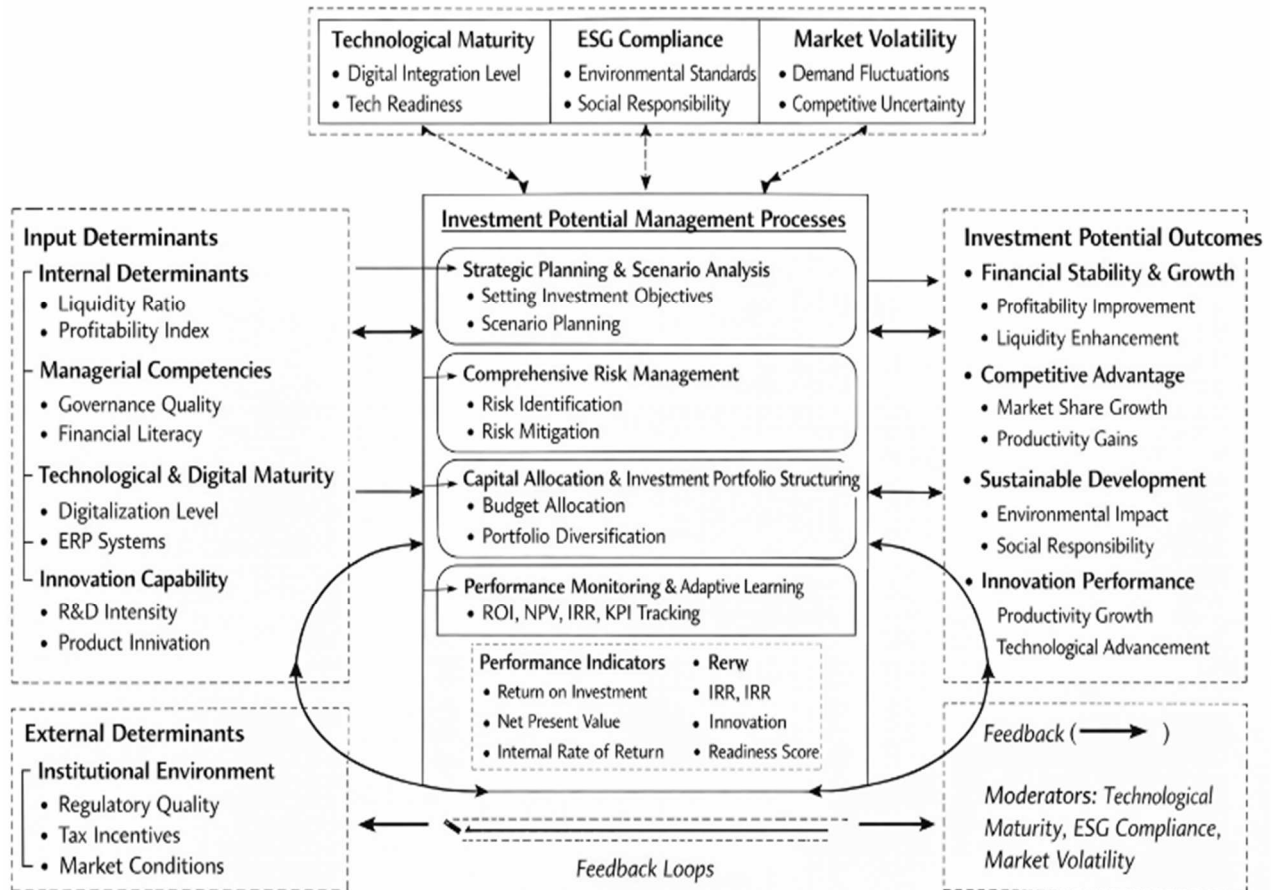 Technological Maturity
• Digital Integration Level
• Tech Readiness
ESG Compliance
• Environmental Standards
• Social Responsibility
Market Volatility
• Demand Fluctuations
• Competitive Uncertainty
Input Determinants
Internal Determinants
• Liquidity Ratio
• Profitability Index
Managerial Competencies
• Governance Quality
• Financial Literacy
Technological & Digital Maturity
• Digitalization Level
• ERP Systems
Innovation Capability
• R&D Intensity
• Product Innivation
External Determinants
Institutional Environment
• Regulatory Quality
• Tax Incentives
• Market Conditions
Investment Potential Management Processes
Strategic Planning & Scenario Analysis
• Setting Investment Objectives
• Scenario Planning
Comprehensive Risk Management
• Risk Identification
• Risk Mitigation
Capital Allocation & Investment Portfolio Structuring
• Budget Allocation
• Portfolio Diversification
Performance Monitoring & Adaptive Learning
• ROI, NPV, IRR, KPI Tracking
Performance Indicators
• Return on Investment
• Net Present Value
• Internal Rate of Return
• Rerw
• IRR, IRR
• Innovation
• Readiness Score
Feedback Loops
Investment Potential Outcomes
• Financial Stability & Growth
• Profitability Improvement
• Liquidity Enhancement
• Competitive Advantage
• Market Share Growth
• Productivity Gains
• Sustainable Development
• Environmental Impact
• Social Responsibility
• Innovation Performance
Productivity Growth
Technological Advancement
Feedback (⟶)
Moderators: Technological
Maturity, ESG Compliance,
Market Volatility